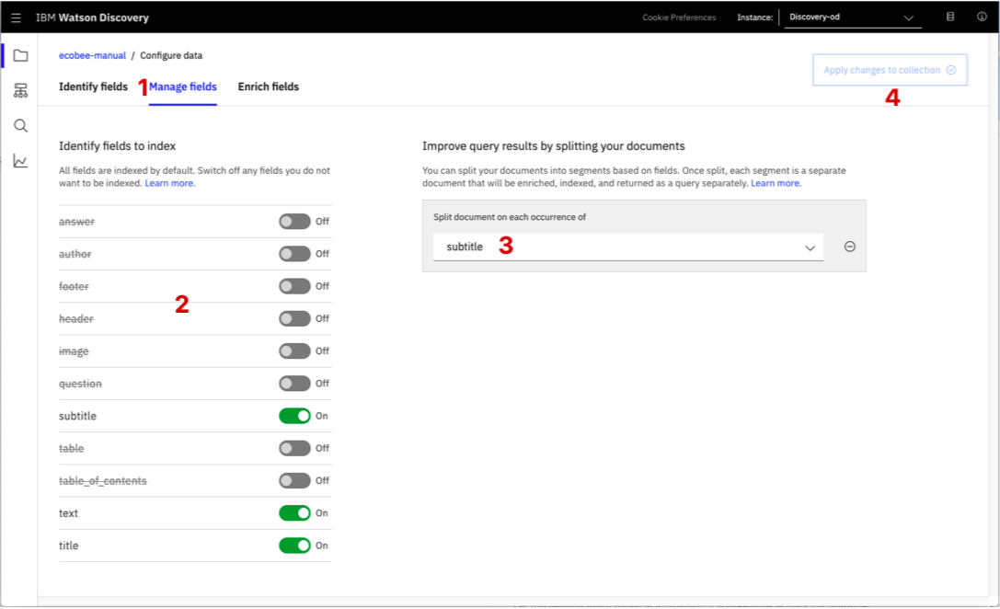 IBM Watson Discovery
Cookie Preferences
Instance:
Discovery-od
ecobee-manual / Configure data
Apply changes to collection
4
Identify fields
1
Manage fields
Enrich fields
Identify fields to index
All fields are indexed by default. Switch off any fields you do not
want to be indexed. Learn more.
answer Off
author Off
footer Off
2
header Off
image Off
question Off
subtitle On
table Off
table_of_contents Off
text On
title On
Improve query results by splitting your documents
You can split your documents into segments based on fields. Once split, each segment is a separate
document that will be enriched, indexed, and returned as a query separately. Learn more.
Split document on each occurrence of
subtitle 3